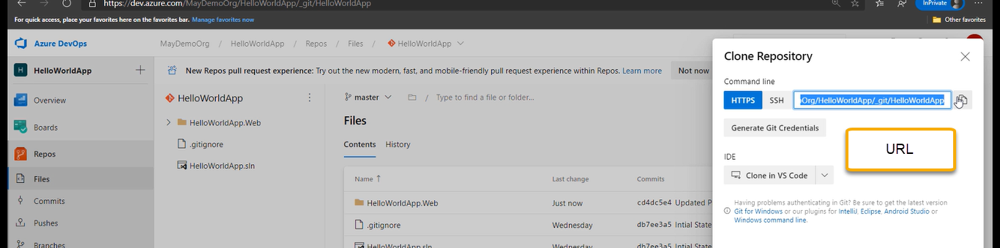 https://dev.azure.com/MayDemoOrg/HelloWorldApp/_git/HelloWorldApp
InPrivate
For quick access, place your favorites here on the favorites bar. Manage favorites now
Other favorites
Azure DevOps
MayDemoOrg / HelloWorldApp / Repos / Files / HelloWorldApp
H HelloWorldApp
Overview
Boards
Repos
Files
Commits
Pushes
Branches
New Repos pull request experience: Try out the new modern, fast, and mobile-friendly pull request experience within Repos. Learn more
Not now
HelloWorldApp
HelloWorldApp.Web
.gitignore
HelloWorldApp.sln
master
/ Type to find a file or folder...
Files
Contents History
Name ↑ Last change Commits
HelloWorldApp.Web Just now cd4dc5e4 Updated P
.gitignore Wednesday db7ee3a5 Intial State
HelloWorldApp.sln Wednesday db7ee3a5 Intial State
Clone Repository
Command line
HTTPS SSH Org/HelloWorldApp/_git/HelloWorldApp
Generate Git Credentials
URL
IDE
Clone in VS Code
Having problems authenticating in Git? Be sure to get the latest version
Git for Windows or our plugins for IntelliJ, Eclipse, Android Studio or
Windows command line.